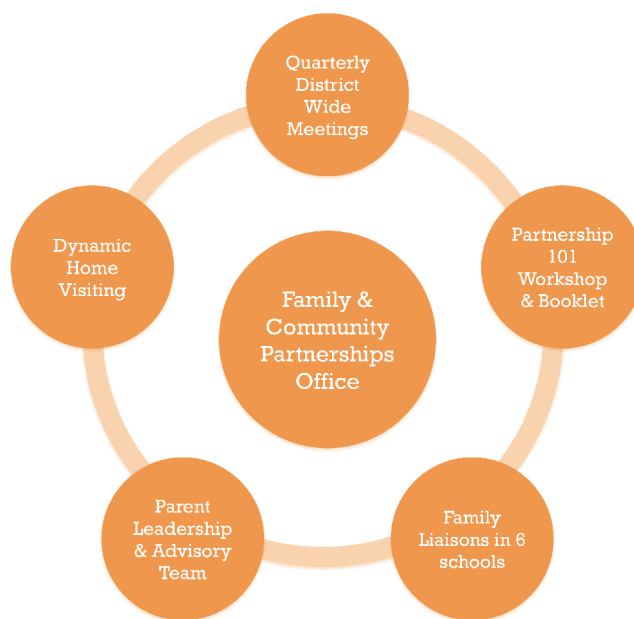 Quarterly
District
Wide
Meetings
Partnership
101
Workshop
& Booklet
Family
Liaisons in 6
schools
Parent
Leadership
& Advisory
Team
Dynamic
Home
Visiting
Family &
Community
Partnerships
Office